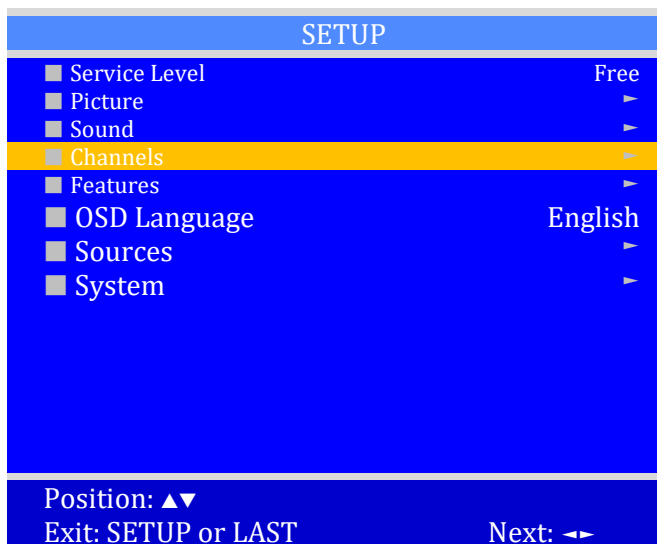 SETUP
■ Service Level Free
■ Picture ►
■ Sound ►
■ Channels ►
■ Features ►
■ OSD Language English
■ Sources ►
■ System ►
Position: ▲▼
Exit: SETUP or LAST Next: ◄►